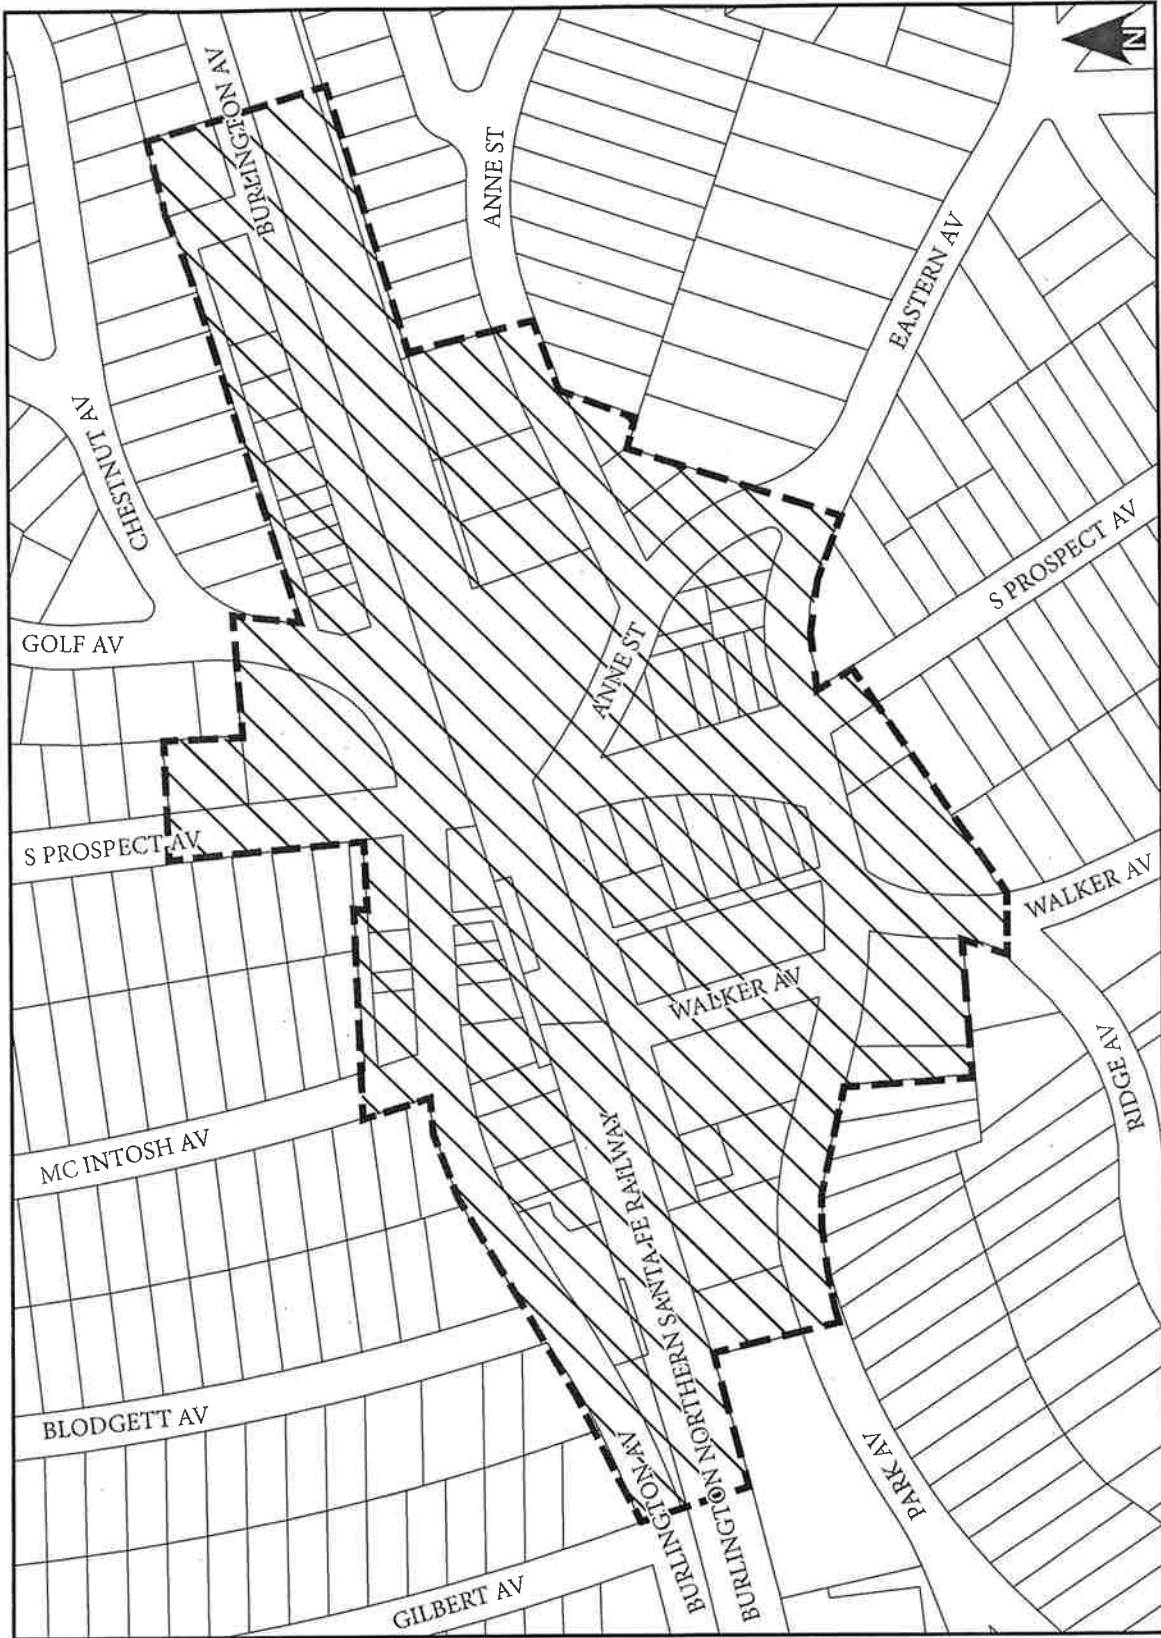 N
BURLINGTON AV
ANNE ST
EASTERN AV
CHESTNUT AV
S PROSPECT AV
GOLF AV
ANNE ST
S PROSPECT AV
WALKER AV
WALKER AV
RIDGE AV
MC INTOSH AV
BURLINGTON NORTHERN SANTA FE RAILWAY
BLODGETT AV
PARK AV
BURLINGTON AV
BURLINGTON AV
BURLINGTON NORTHERN
GILBERT AV